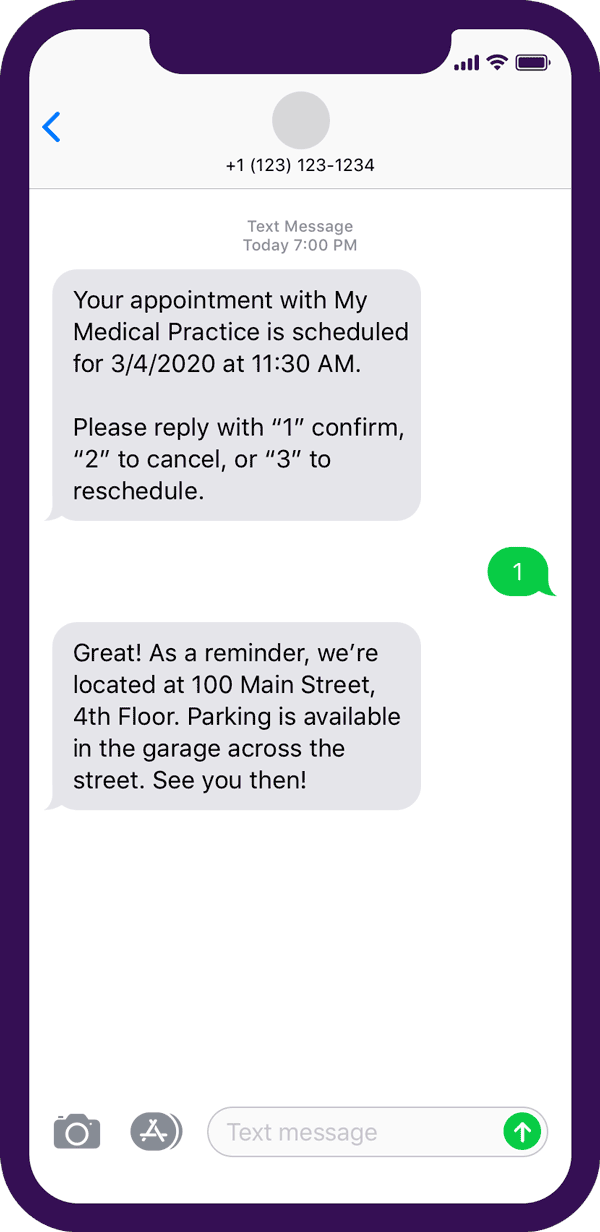 +1 (123) 123-1234
Text Message
Today 7:00 PM
Your appointment with My
Medical Practice is scheduled
for 3/4/2020 at 11:30 AM.
Please reply with “1” confirm,
“2” to cancel, or “3” to
reschedule.
1
Great! As a reminder, we’re
located at 100 Main Street,
4th Floor. Parking is available
in the garage across the
street. See you then!
Text message